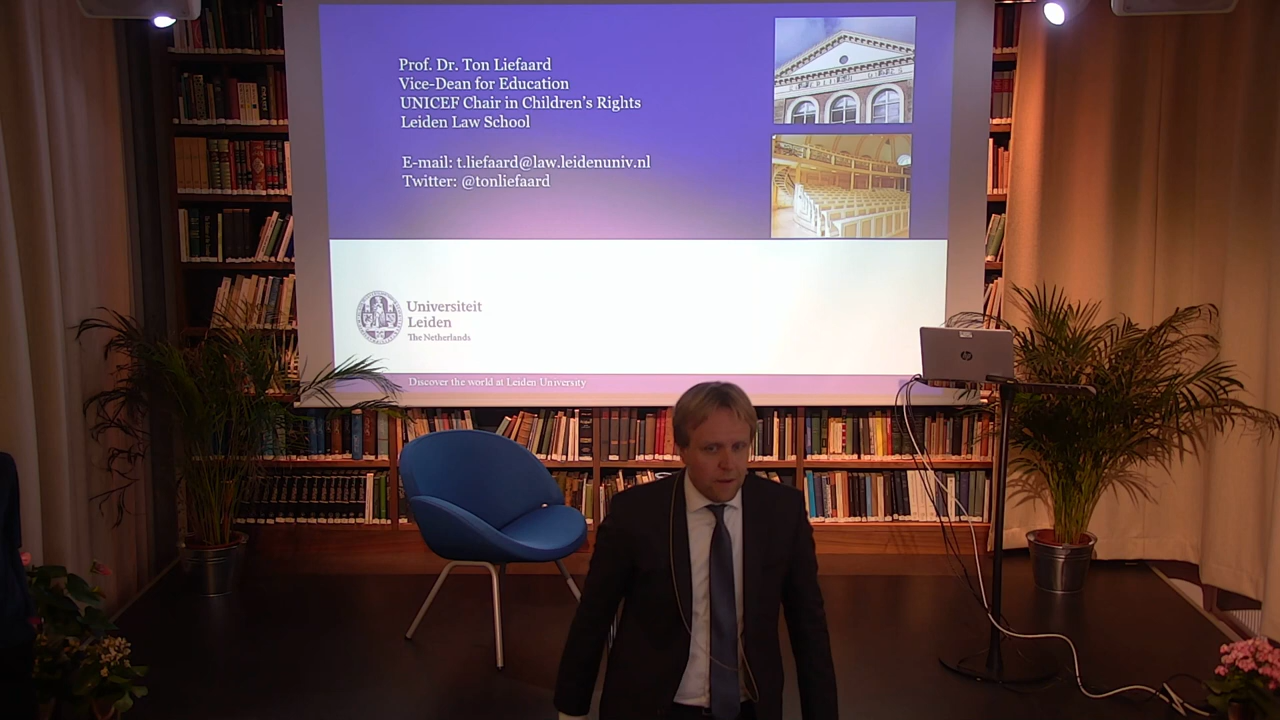 Prof. Dr. Ton Liefaard
Vice-Dean for Education
UNICEF Chair in Children's Rights
Leiden Law School
E-mail: t.liefaard@law.leidenuniv.nl
Twitter: @tonliefaard
Universiteit
Leiden
The Netherlands
Discover the world at Leiden University
hp